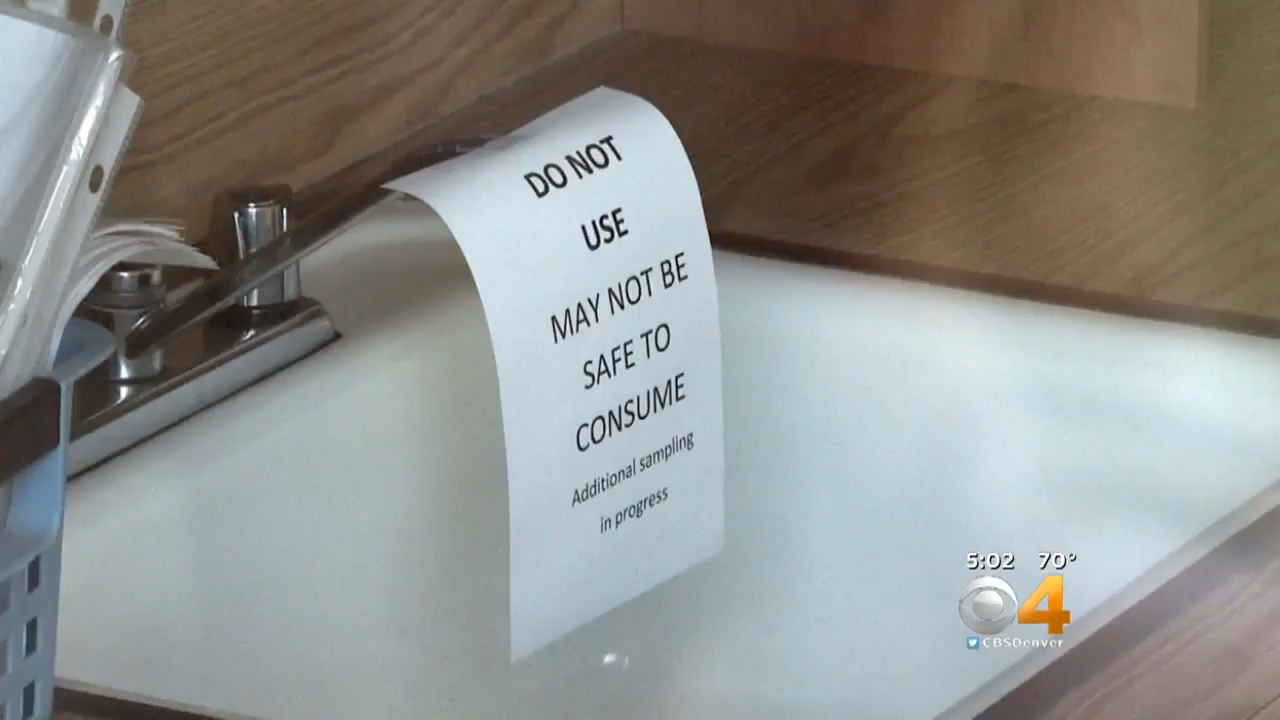 DO NOT
USE
MAY NOT BE
SAFE TO
CONSUME
Additional sampling
in progress
5:02 70°
4
CBSDenver